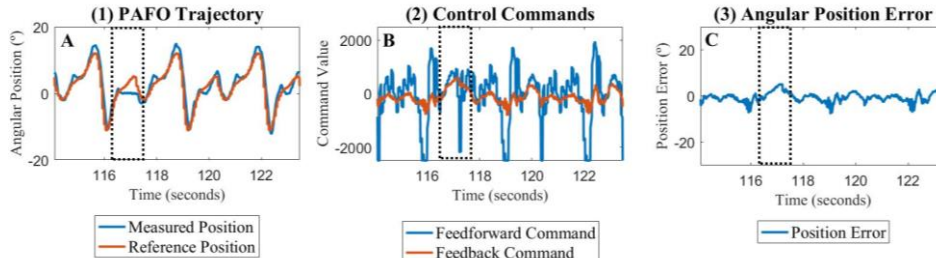 (1) PAFO Trajectory
A
Angular Position (º)
20
0
-20
116
118
120
122
Time (seconds)
Measured Position
Reference Position
(2) Control Commands
B
Command Value
2000
0
-2000
116
118
120
122
Time (seconds)
Feedforward Command
Feedback Command
(3) Angular Position Error
C
Position Error (º)
20
0
-20
116
118
120
122
Time (seconds)
Position Error